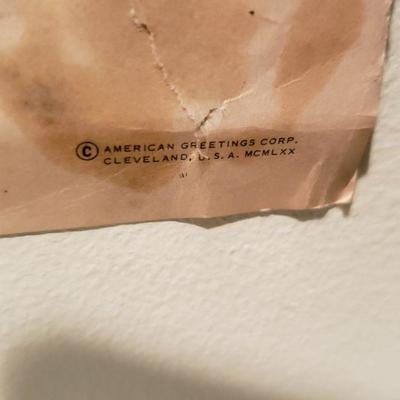 © AMERICAN GREETINGS CORP.
CLEVELAND, U.S.A. MCMLXX